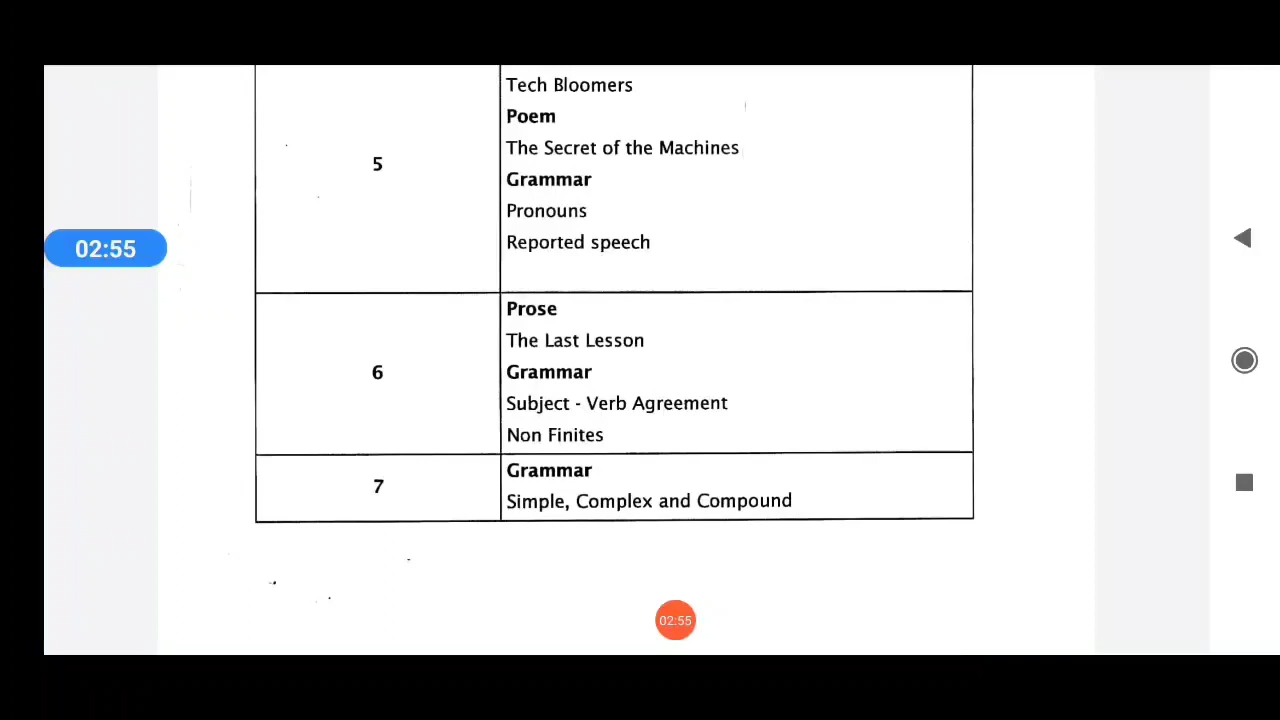 Tech Bloomers
Poem
5
The Secret of the Machines
Grammar
Pronouns
Reported speech
02:55
Prose
The Last Lesson
6
Grammar
Subject - Verb Agreement
Non Finites
7
Grammar
Simple, Complex and Compound
02:55